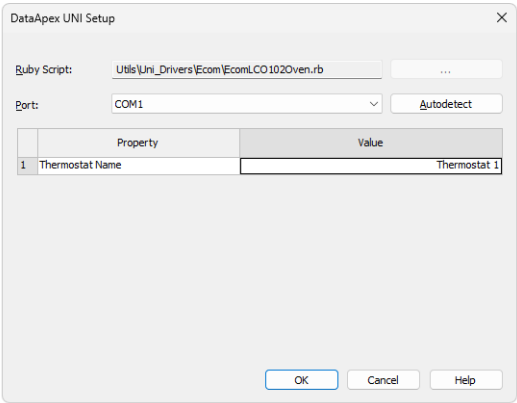 DataApex UNI Setup
Ruby Script: Utils\Uni_Drivers\Ecom\EcomLCO102Oven.rb ...
Port: COM1 Autodetect
Property Value
1 Thermostat Name Thermostat 1
OK Cancel Help